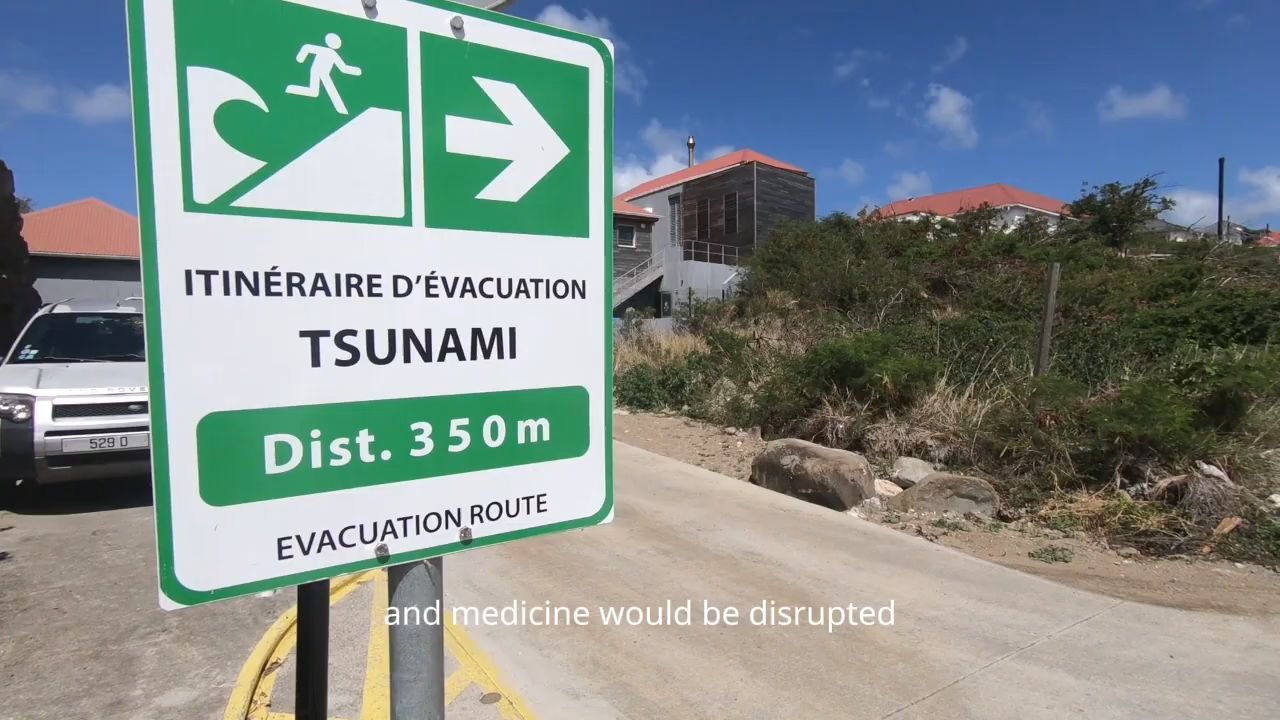 ITINÉRAIRE D'ÉVACUATION
TSUNAMI
Dist. 350m
EVACUATION ROUTE
529 D
and medicine would be disrupted